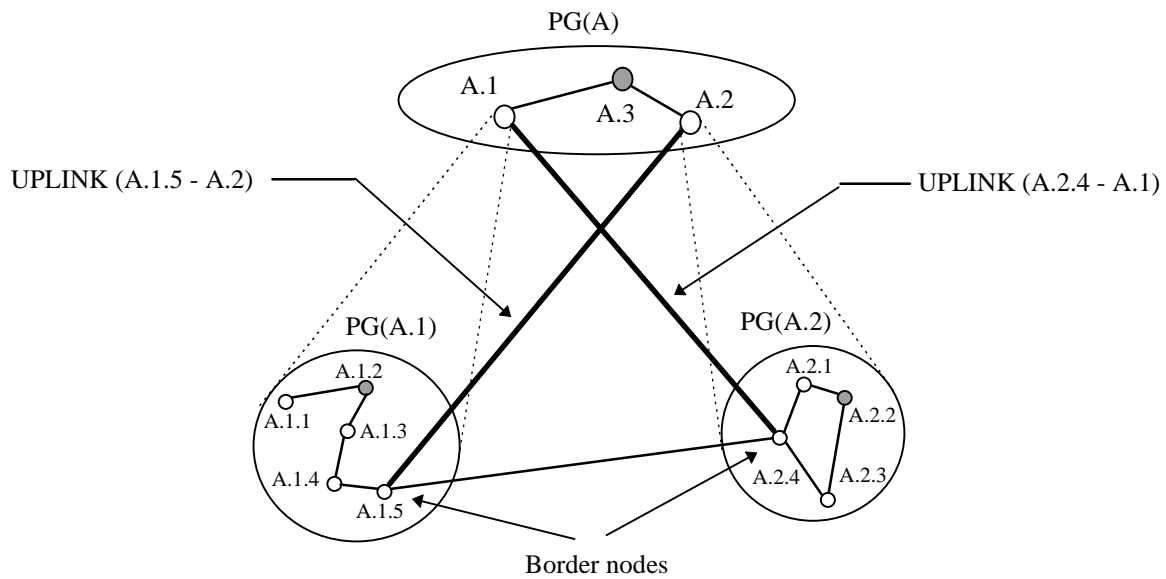 PG(A)
A.1
A.3
A.2
UPLINK (A.1.5 - A.2)
UPLINK (A.2.4 - A.1)
PG(A.1)
PG(A.2)
A.1.2
A.1.1
A.1.3
A.1.4
A.1.5
A.2.1
A.2.2
A.2.4
A.2.3
Border nodes